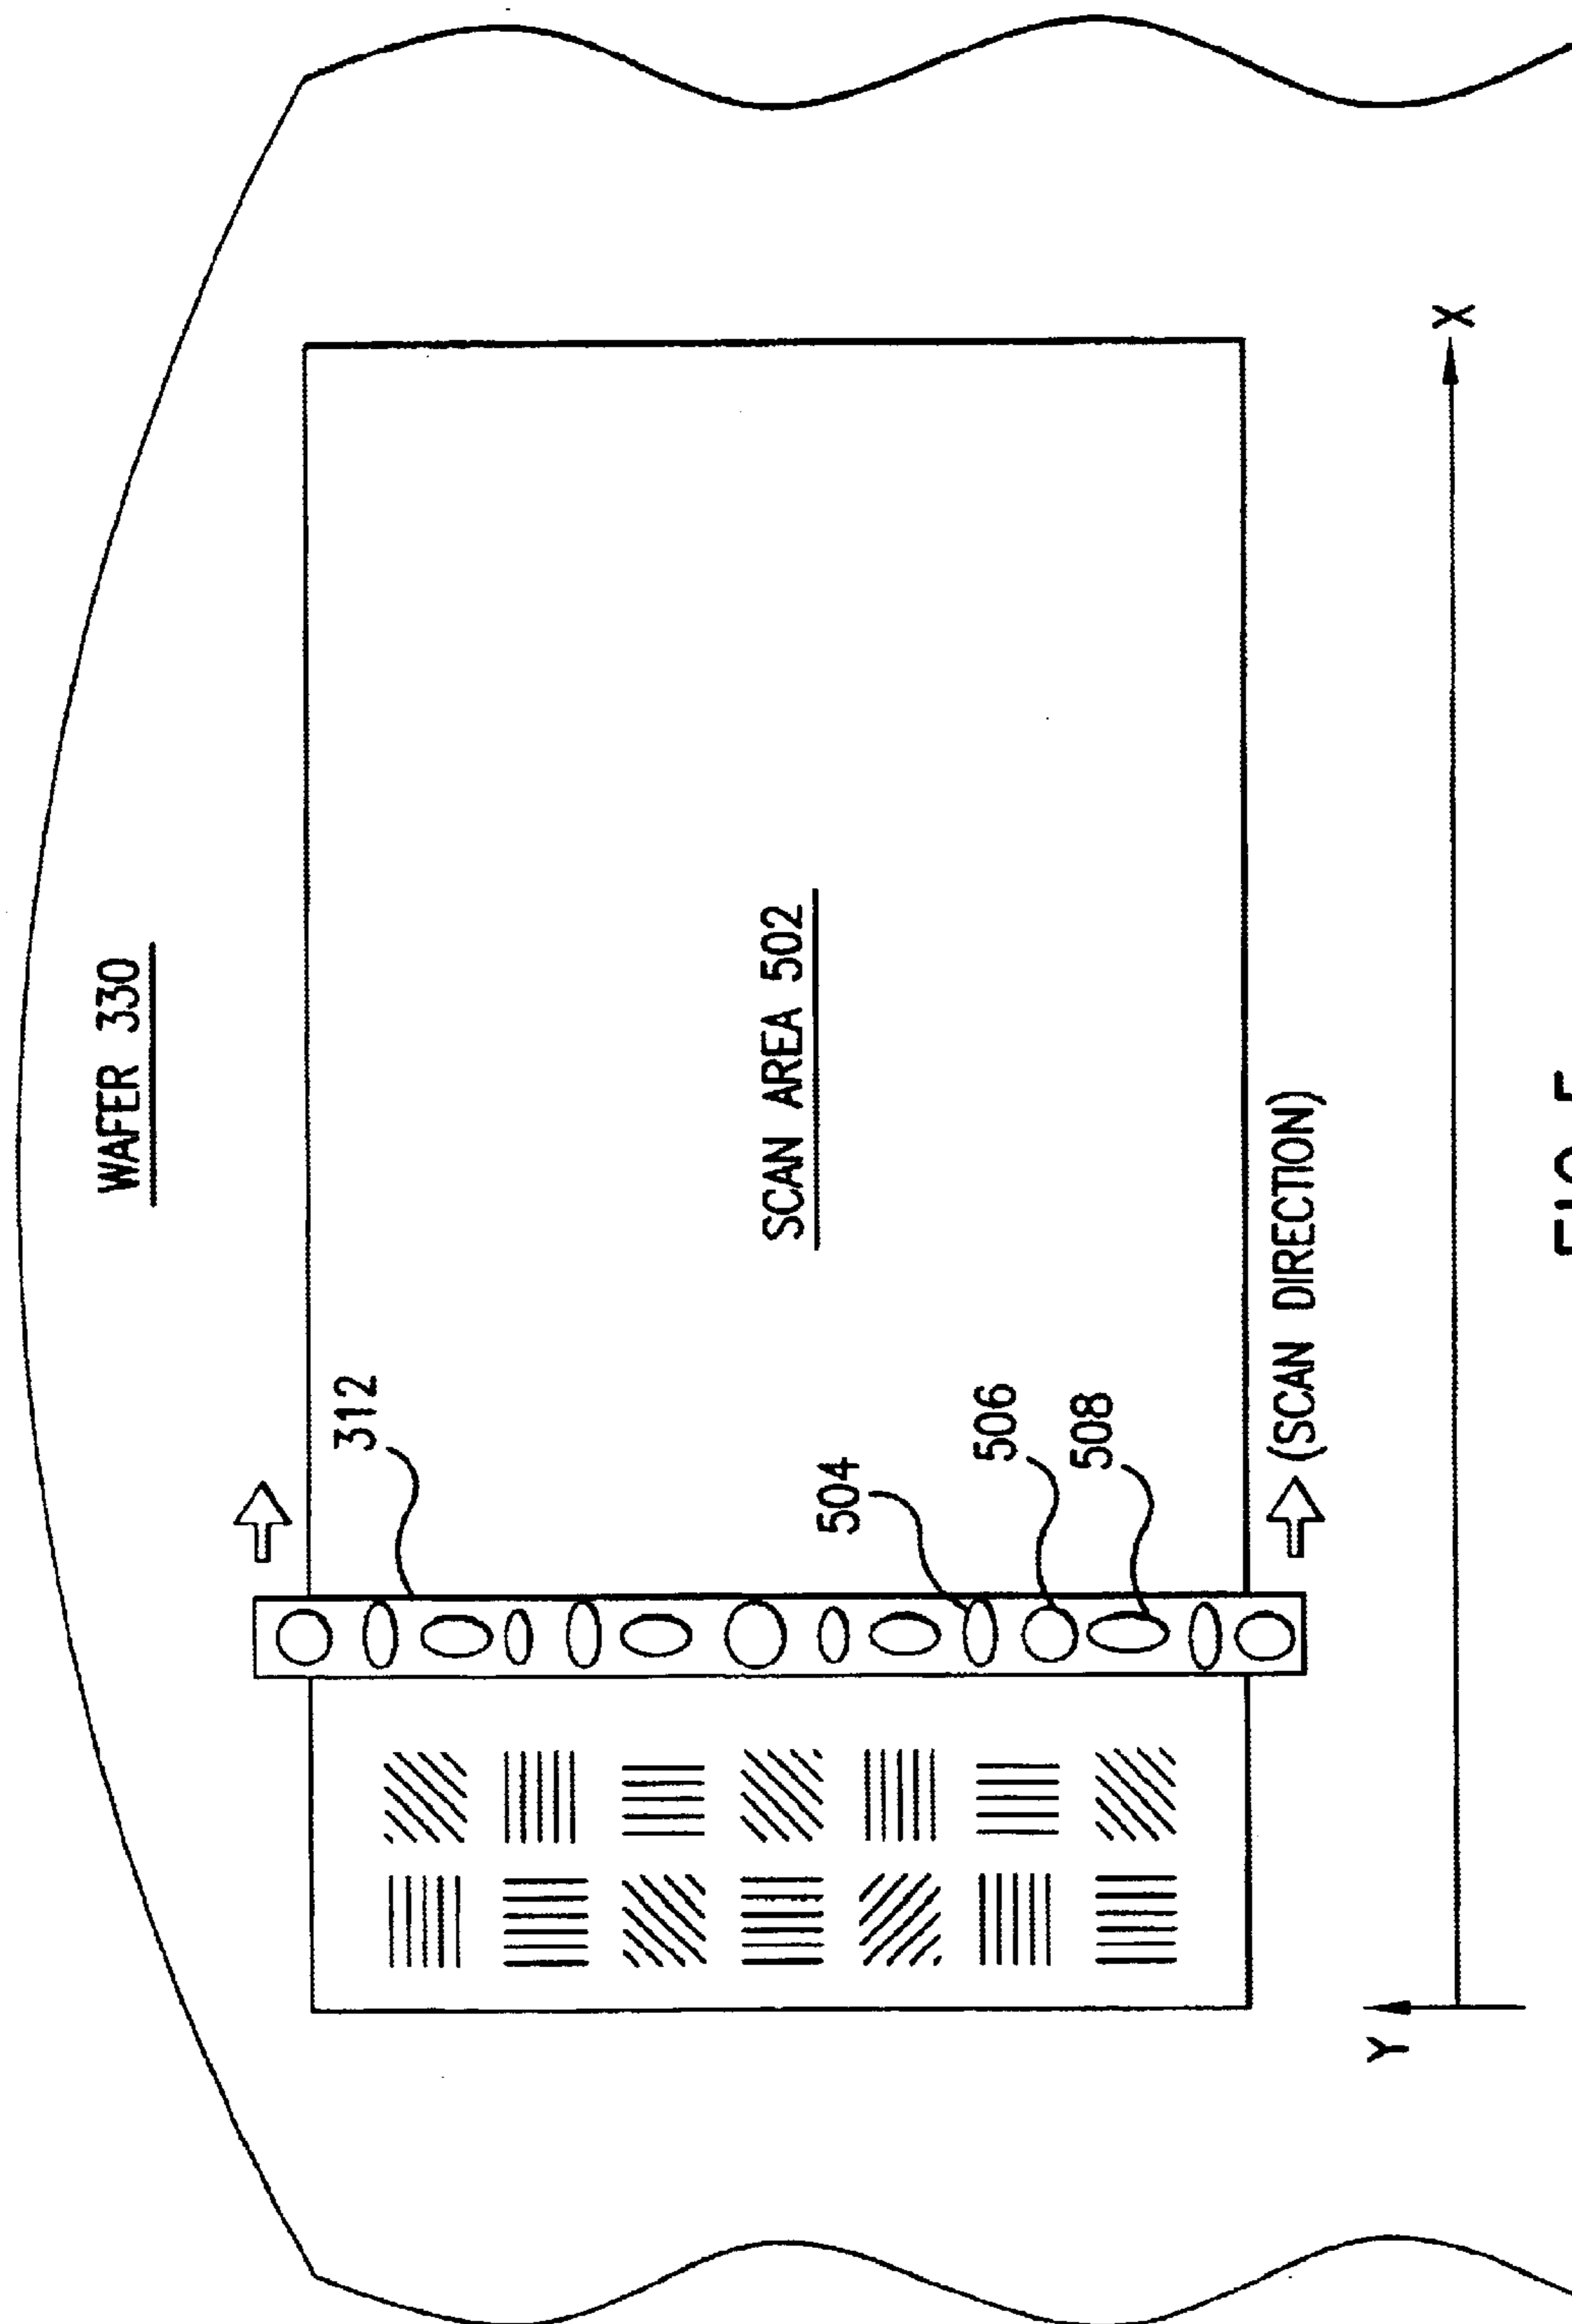 WAFER 330
312
SCAN AREA 502
504
506
508
(SCAN DIRECTION)
Y
X